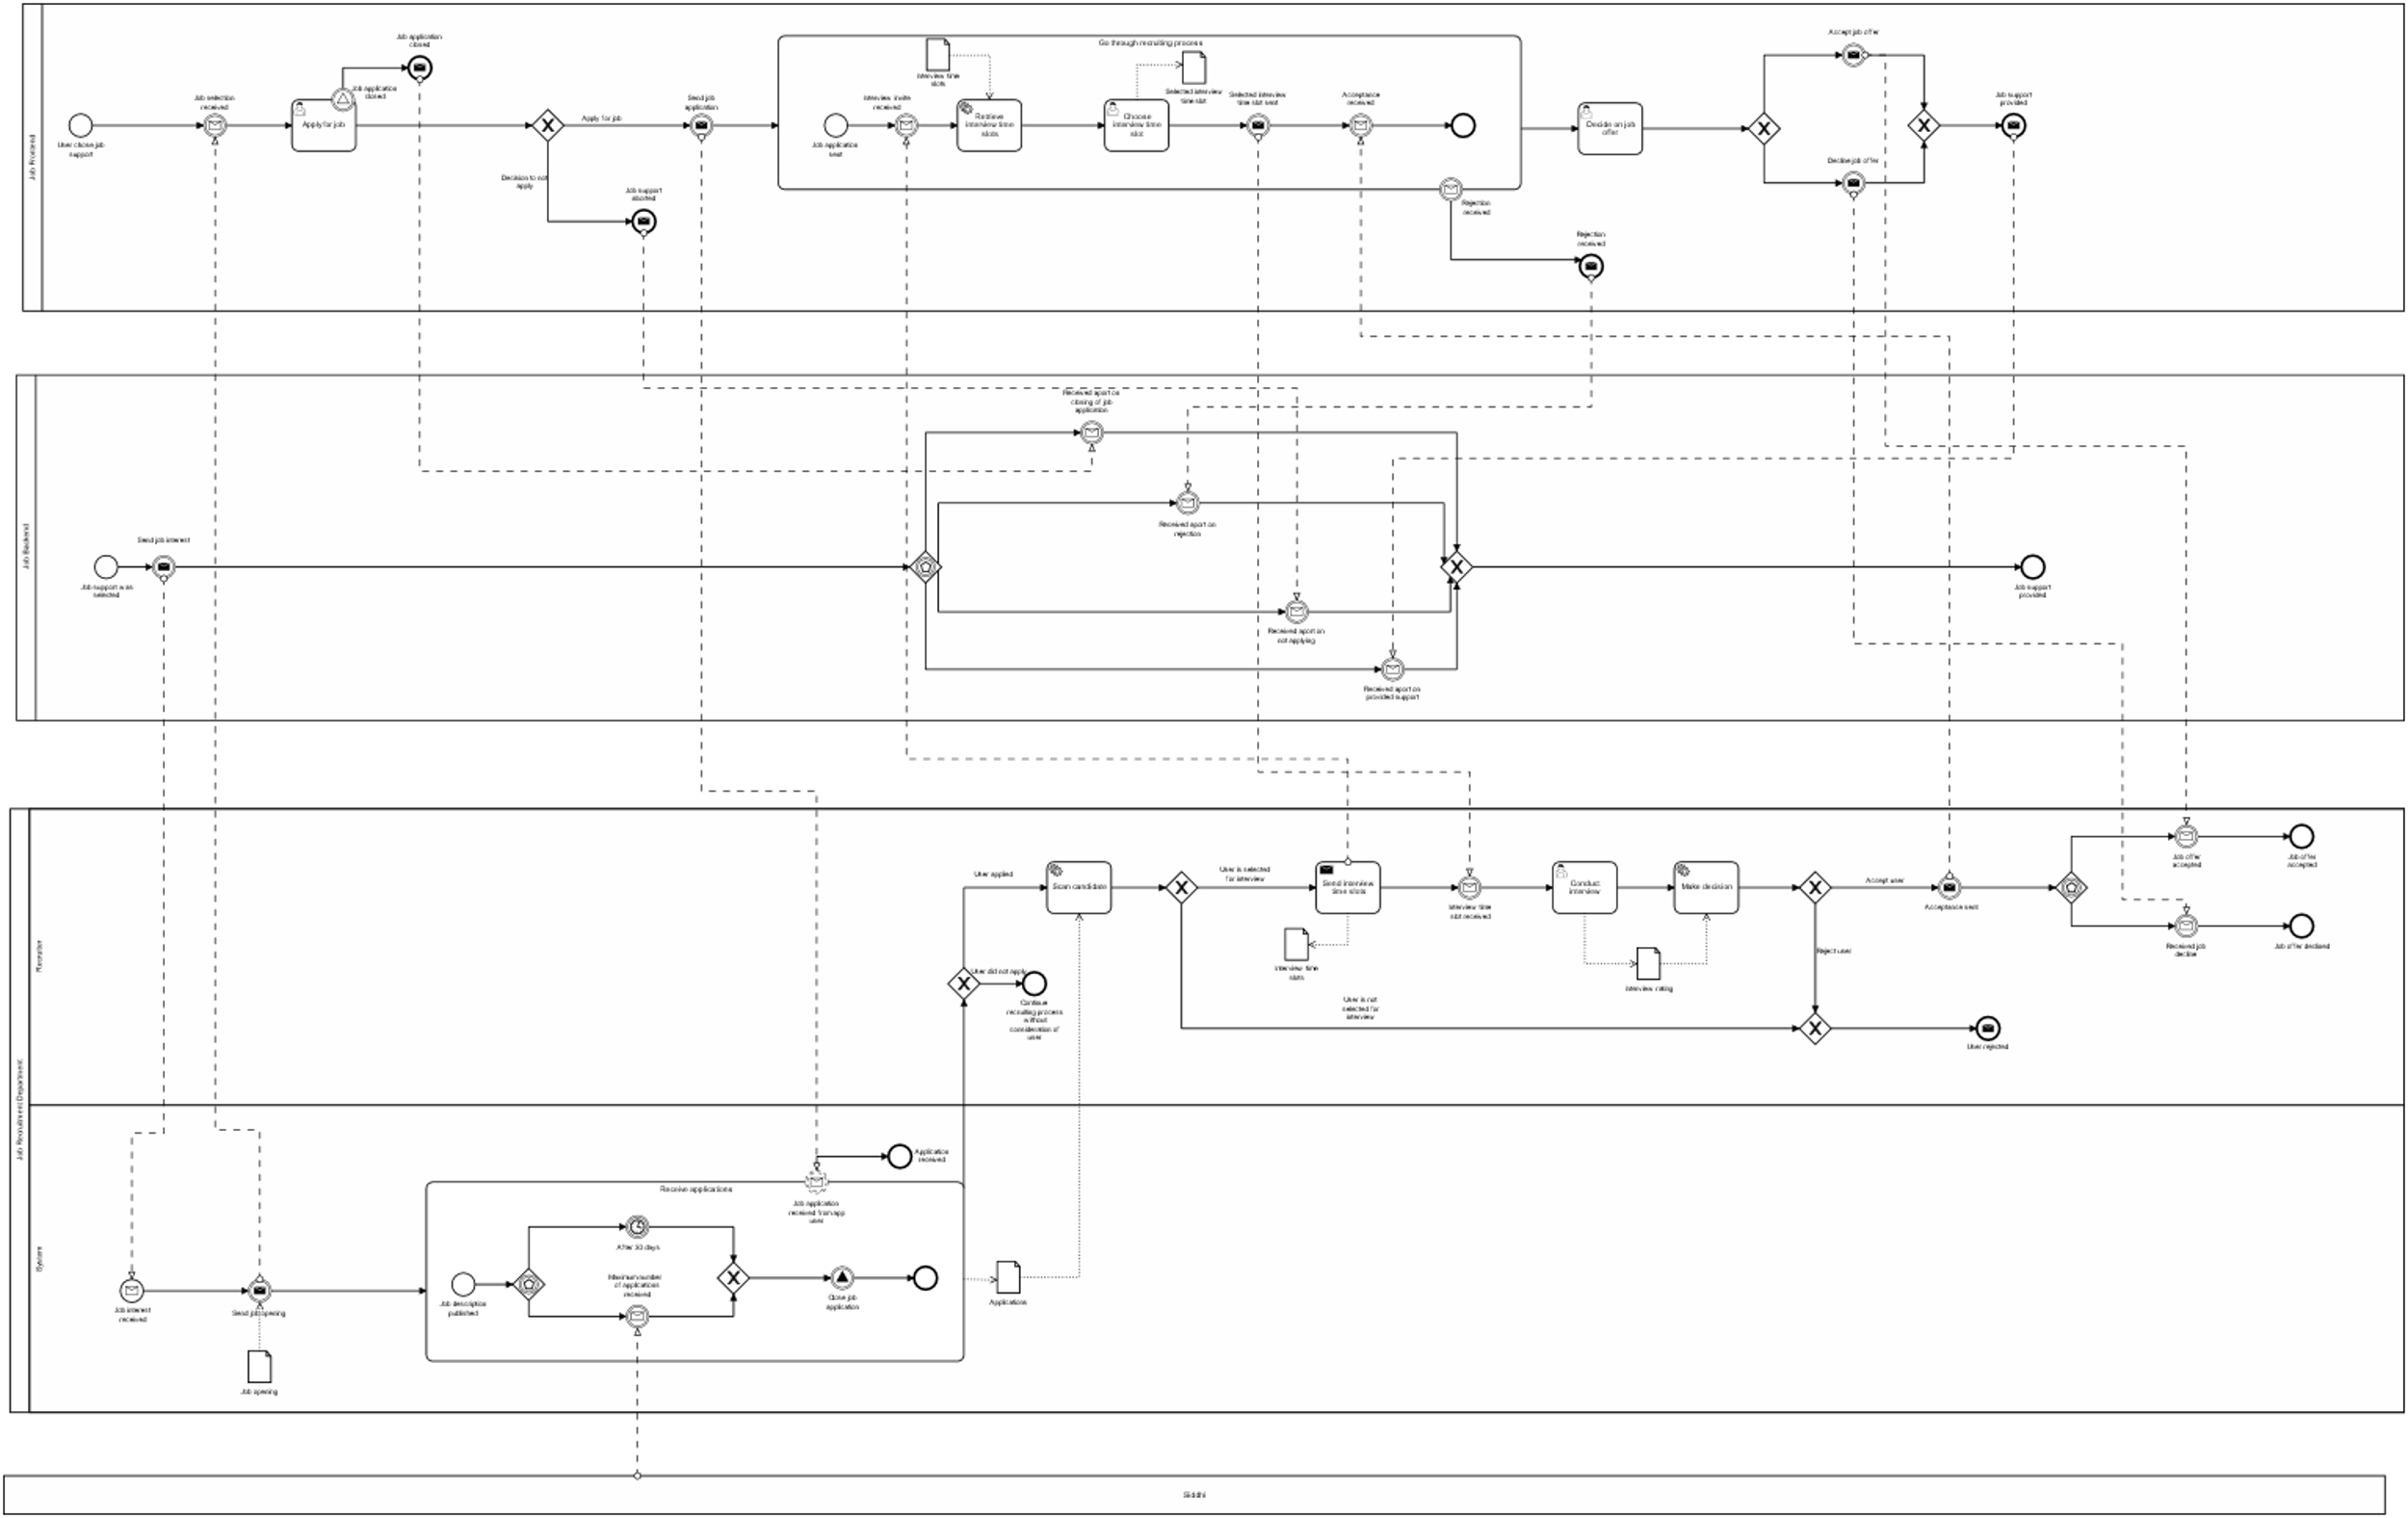 Job Frontend
User chose job
support
Job selection
received
Apply for job
Job application
closed
Job application
closed
Apply for job
Decision to not
apply
Job support
aborted
Send job
application
Go through recruiting process
Job application
sent
Interview invite
received
Interview time
slots
Retrieve
interview time
slots
Choose
interview time
slot
Selected interview
time slot
Selected interview
time slot sent
Acceptance
received
Rejection
received
Rejection
received
Decide on job
offer
Accept job offer
Decline job offer
Job support
provided
Job Backend
Job support was
selected
Send job interest
Received aport on
closing of job
application
Received aport on
rejection
Received aport on
not applying
Received aport on
provided support
Job support
provided
Job Recruitment Department
Recruiter
User applied
User did not apply
Continue
recruiting process
without
consideration of
user
Scan candidate
User is selected
for interview
User is not
selected for
interview
Send interview
time slots
Interview time
slots
Interview time
slot received
Conduct
interview
Interview rating
Make decision
Accept user
Reject user
Acceptance sent
User rejected
Job offer
accepted
Job offer
accepted
Received job
decline
Job offer declined
System
Job interest
received
Send job opening
Job opening
Receive applications
Job description
published
After 30 days
Maximum number
of applications
received
Close job
application
Job application
received from app
user
Application
received
Applications
Siddhi